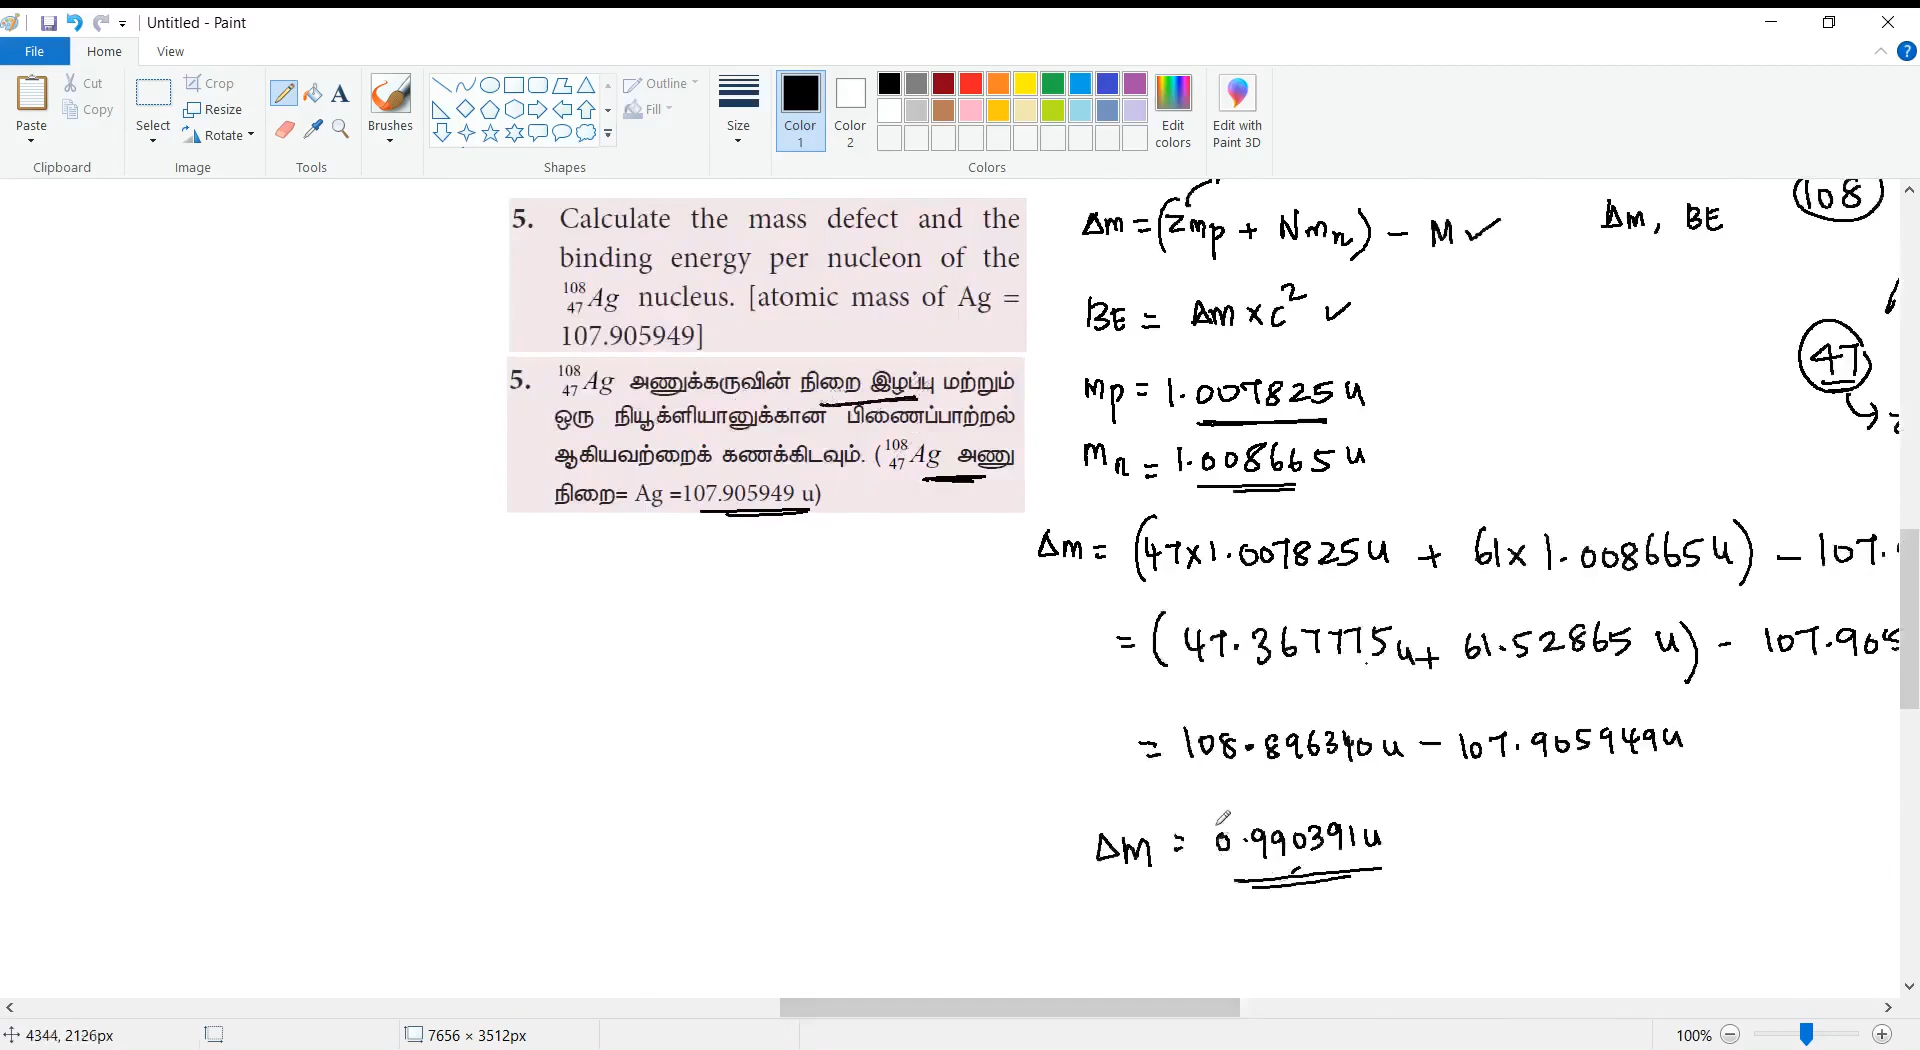 Untitled - Paint
File Home View
Paste
Cut
Copy
Clipboard
Select
Crop
Resize
Rotate
Image
A
Tools
Brushes
Outline
Fill
Shapes
Size
Color 1
Color 2
Edit colors
Edit with Paint 3D
Colors
5. Calculate the mass defect and the
binding energy per nucleon of the
108 47 Ag nucleus. [atomic mass of Ag =
107.905949]
5. 108 47 Ag அணுக்கருவின் நிறை இழப்பு மற்றும்
ஒரு நியூக்ளியானுக்கான பிணைப்பாற்றல்
ஆகியவற்றைக் கணக்கிடவும். (108 47 Ag அணு
நிறை= Ag =107.905949 u)
Δm = (Zmp + Nmn) - M ✓
Δm, BE
108
BE = Δm × c² ✓
47
mp = 1.007825 u
mn = 1.008665 u
Δm = (47×1.007825u + 61×1.008665u) - 107.
= (47.367775u + 61.52865 u) - 107.905
= 108.896340u - 107.9059949u
Δm = 0.990391u
4344, 2126px
7656 × 3512px
100%